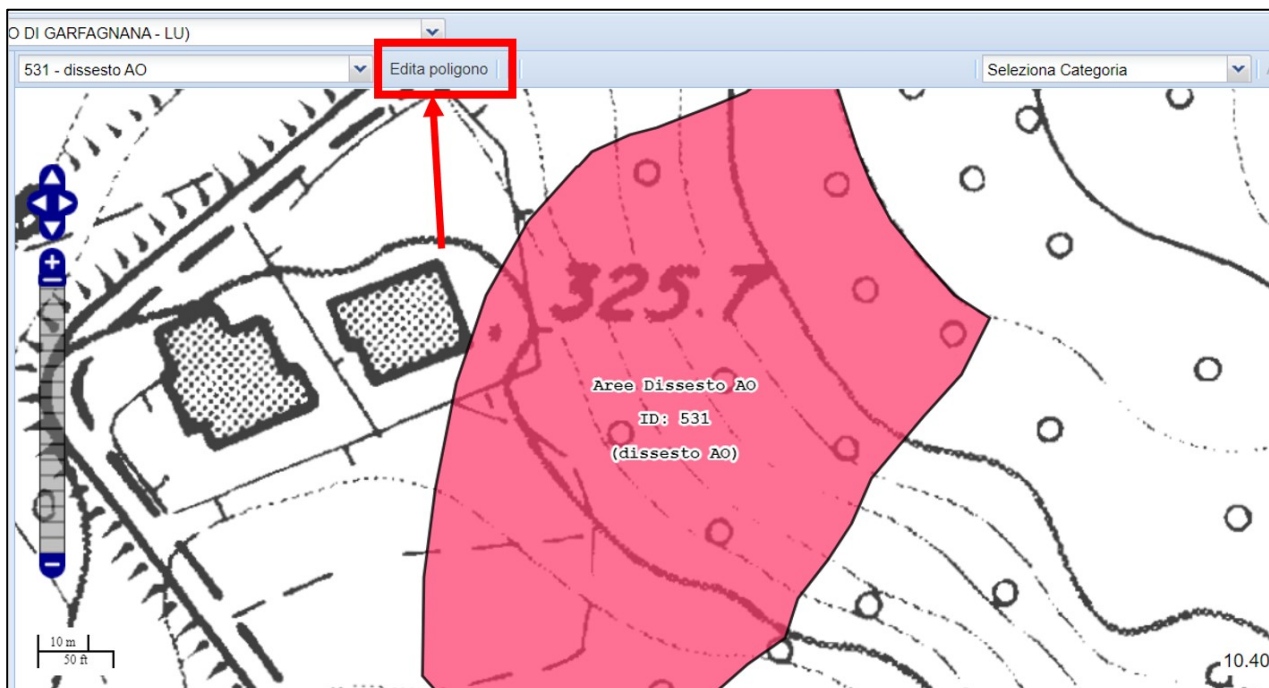 O DI GARFAGNANA - LU)
531 - dissesto AO
Edita poligono
Seleziona Categoria
325.7
Aree Dissesto AO
ID: 531
(dissesto AO)
10 m
50 ft
10.40